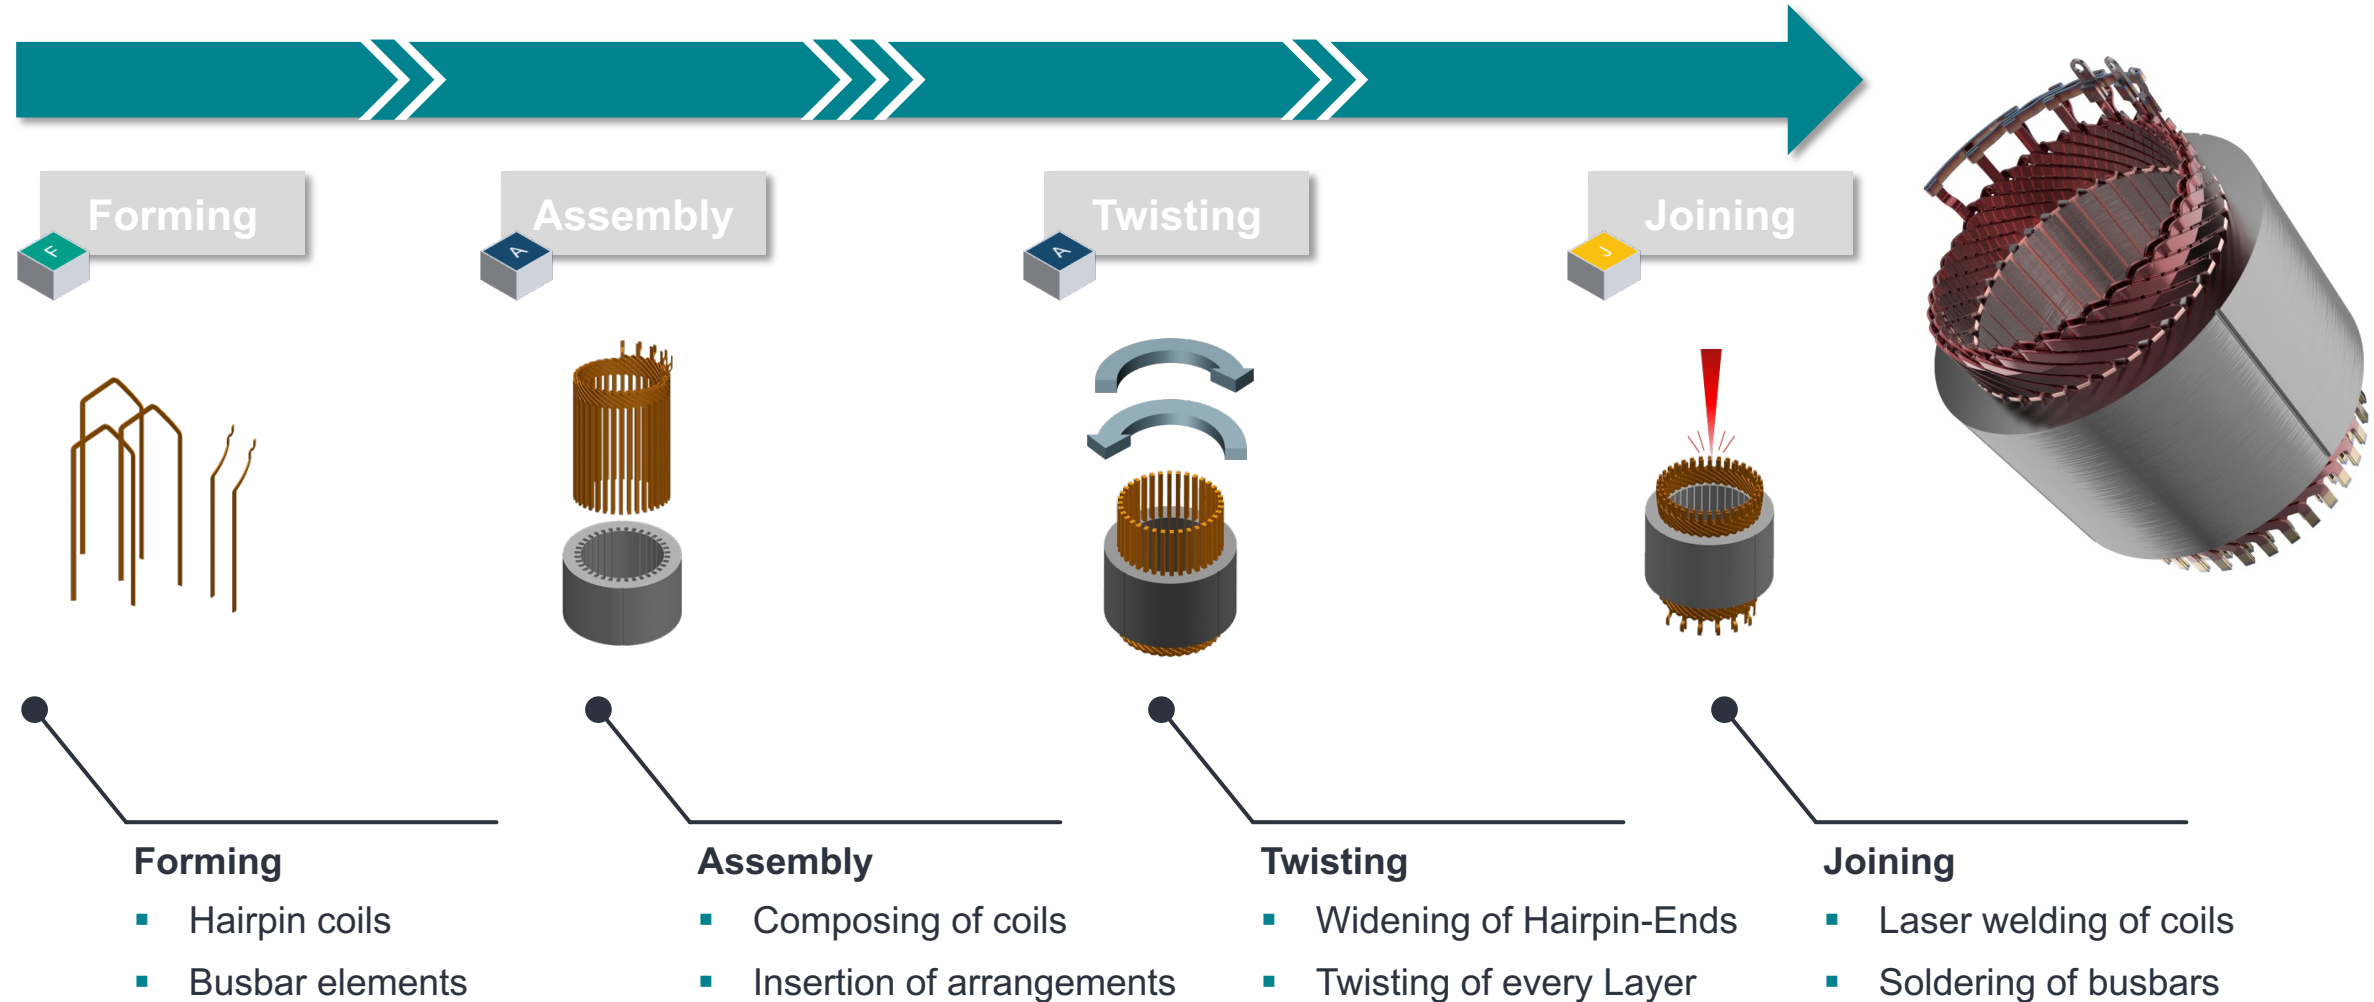 Forming
Assembly
Twisting
Joining
F
A
A
J
Forming
▪ Hairpin coils
▪ Busbar elements
Assembly
▪ Composing of coils
▪ Insertion of arrangements
Twisting
▪ Widening of Hairpin-Ends
▪ Twisting of every Layer
Joining
▪ Laser welding of coils
▪ Soldering of busbars